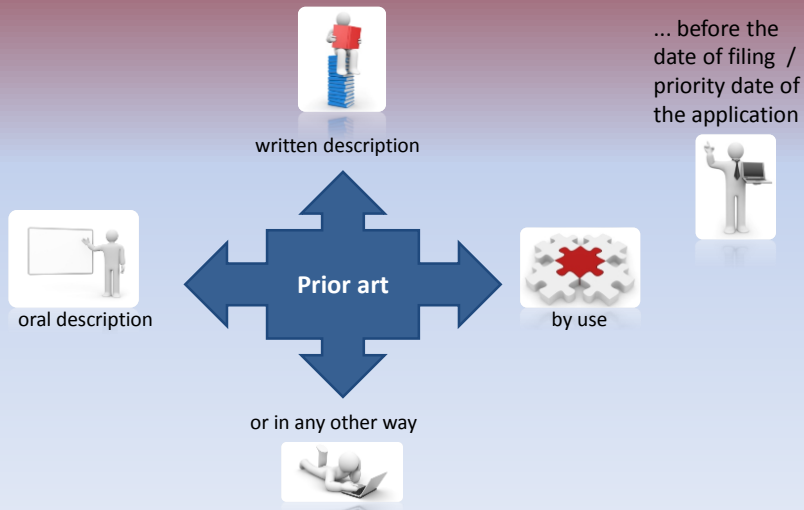 ... before the
date of filing /
priority date of
the application
written description
Prior art
oral description
by use
or in any other way